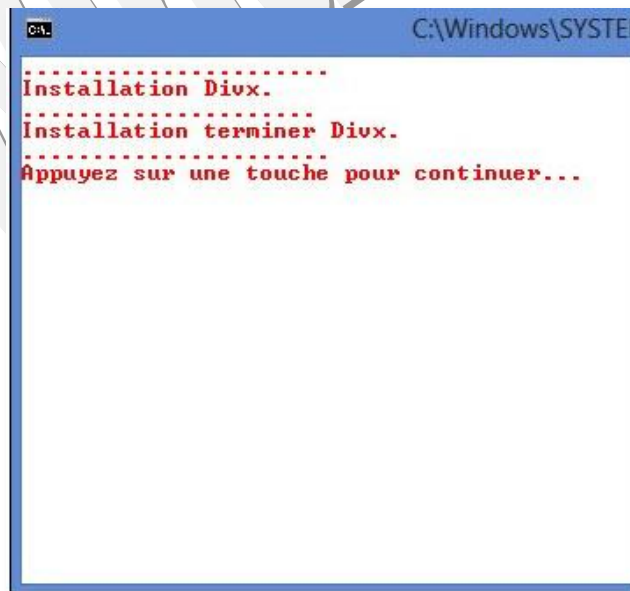 C:\Windows\SYSTE
......................
Installation Divx.
.....................
Installation terminer Divx.
......................
Appuyez sur une touche pour continuer...